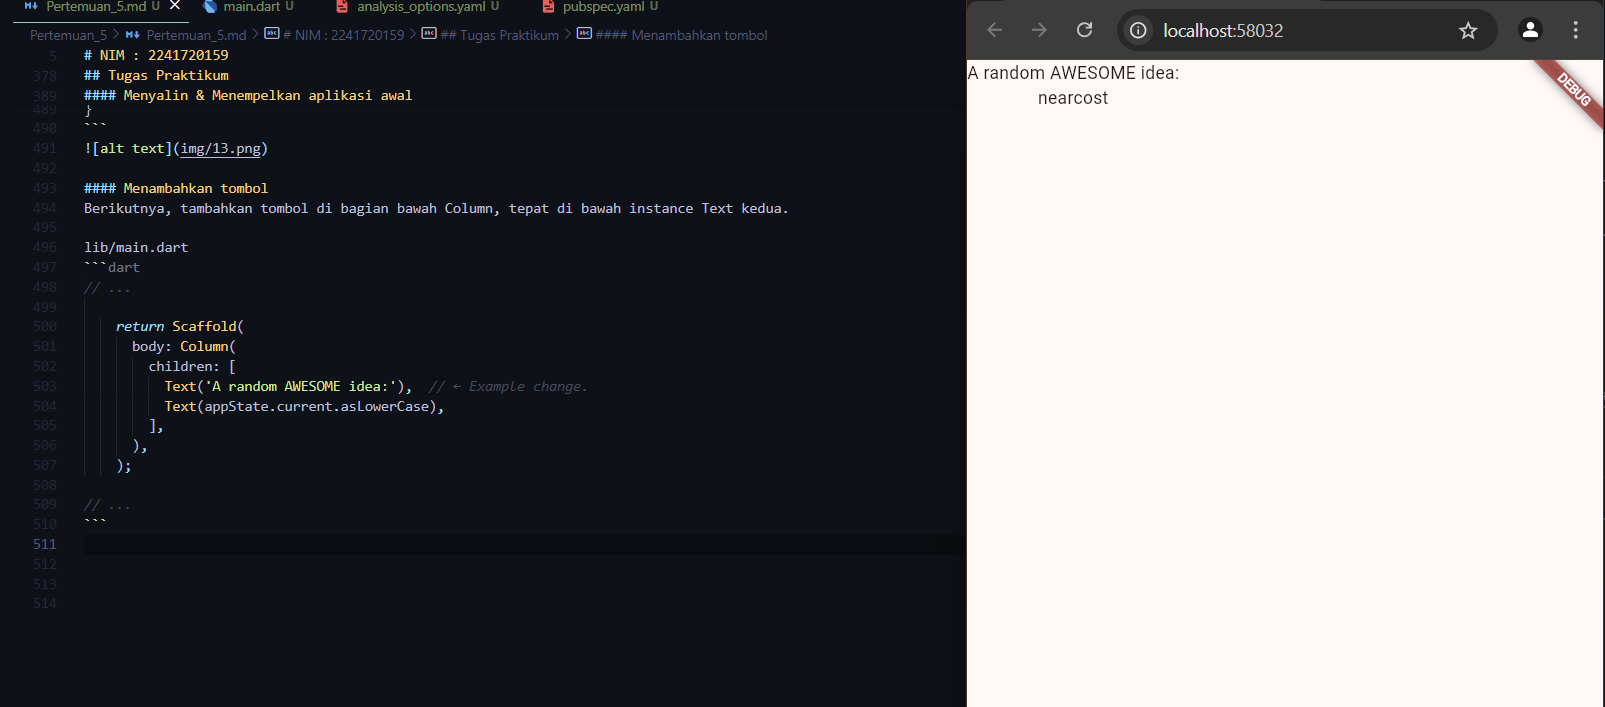 Pertemuan_5.md U
main.dart U
analysis_options.yaml U
pubspec.yaml U
Pertemuan_5 > Pertemuan_5.md > # NIM : 2241720159 > ## Tugas Praktikum > #### Menambahkan tombol
5 # NIM : 2241720159
378 ## Tugas Praktikum
389 #### Menyalin & Menempelkan aplikasi awal
489 }
490 ```
491 ![alt text](img/13.png)
492
493 #### Menambahkan tombol
494 Berikutnya, tambahkan tombol di bagian bawah Column, tepat di bawah instance Text kedua.
495
496 lib/main.dart
497 ```dart
498 // ...
499
500 return Scaffold(
501 body: Column(
502 children: [
503 Text('A random AWESOME idea:'), // ← Example change.
504 Text(appState.current.asLowerCase),
505 ],
506 ),
507 );
508
509 // ...
510 ```
511
512
513
514
localhost:58032
A random AWESOME idea:
nearcost
DEBUG